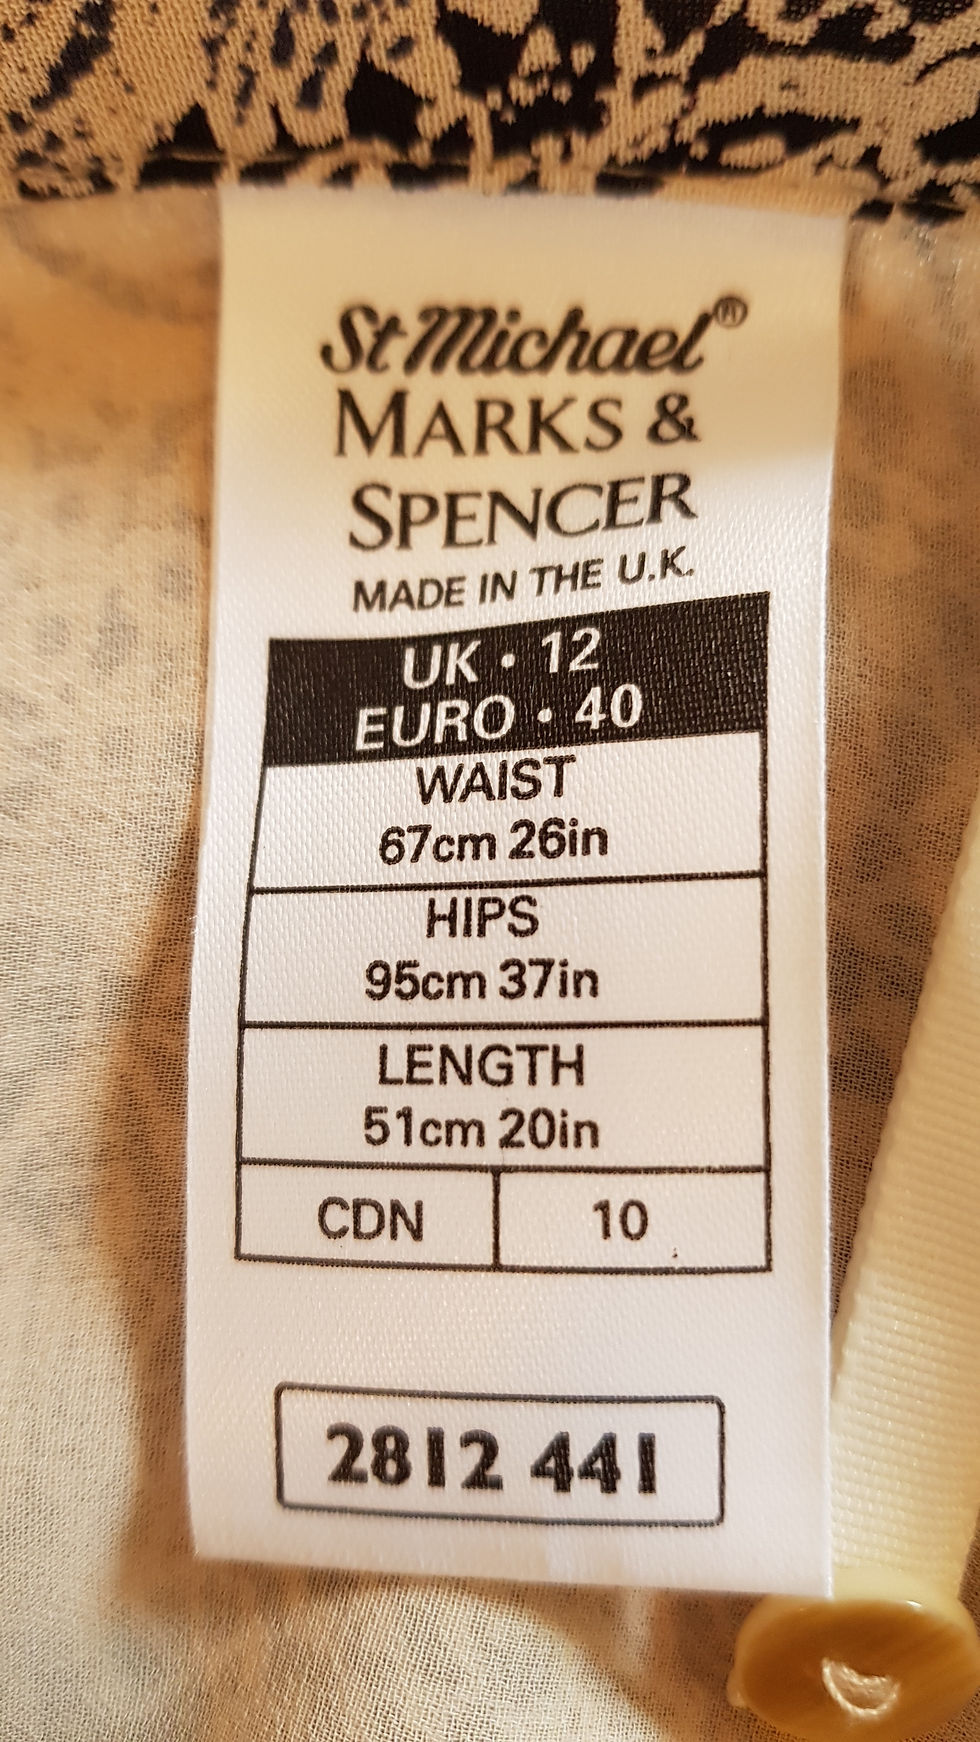 St Michael®
MARKS &
SPENCER
MADE IN THE U.K.
UK · 12
EURO · 40
WAIST
67cm 26in
HIPS
95cm 37in
LENGTH
51cm 20in
CDN 10
2812 441